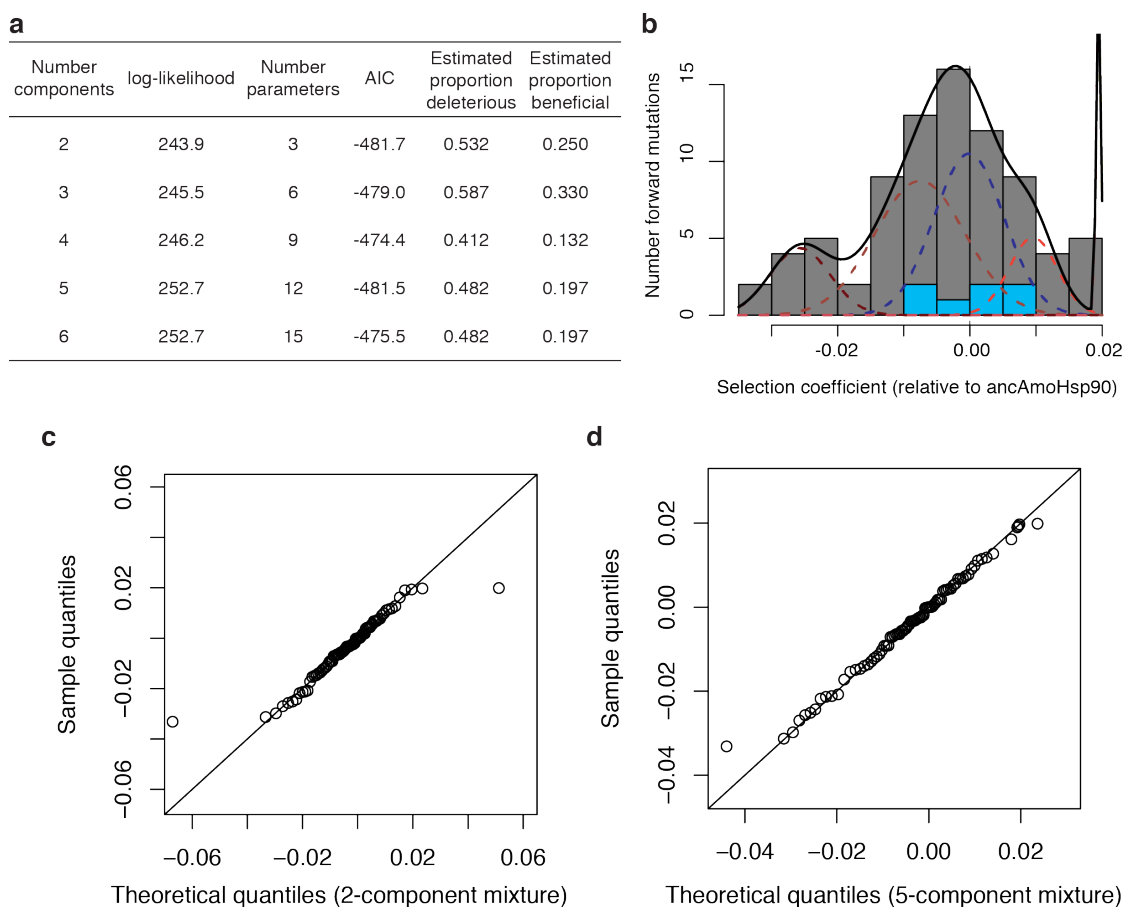 a
Number components
log-likelihood
Number parameters
AIC
Estimated proportion deleterious
Estimated proportion beneficial
2 243.9 3 -481.7 0.532 0.250
3 245.5 6 -479.0 0.587 0.330
4 246.2 9 -474.4 0.412 0.132
5 252.7 12 -481.5 0.482 0.197
6 252.7 15 -475.5 0.482 0.197
b
Number forward mutations
15
10
5
0
-0.02 0.00 0.02
Selection coefficient (relative to ancAmoHsp90)
c
Sample quantiles
0.06
0.02
−0.02
−0.06
−0.06 −0.02 0.02 0.06
Theoretical quantiles (2-component mixture)
d
Sample quantiles
0.02
0.00
−0.02
−0.04
−0.04 −0.02 0.00 0.02
Theoretical quantiles (5-component mixture)